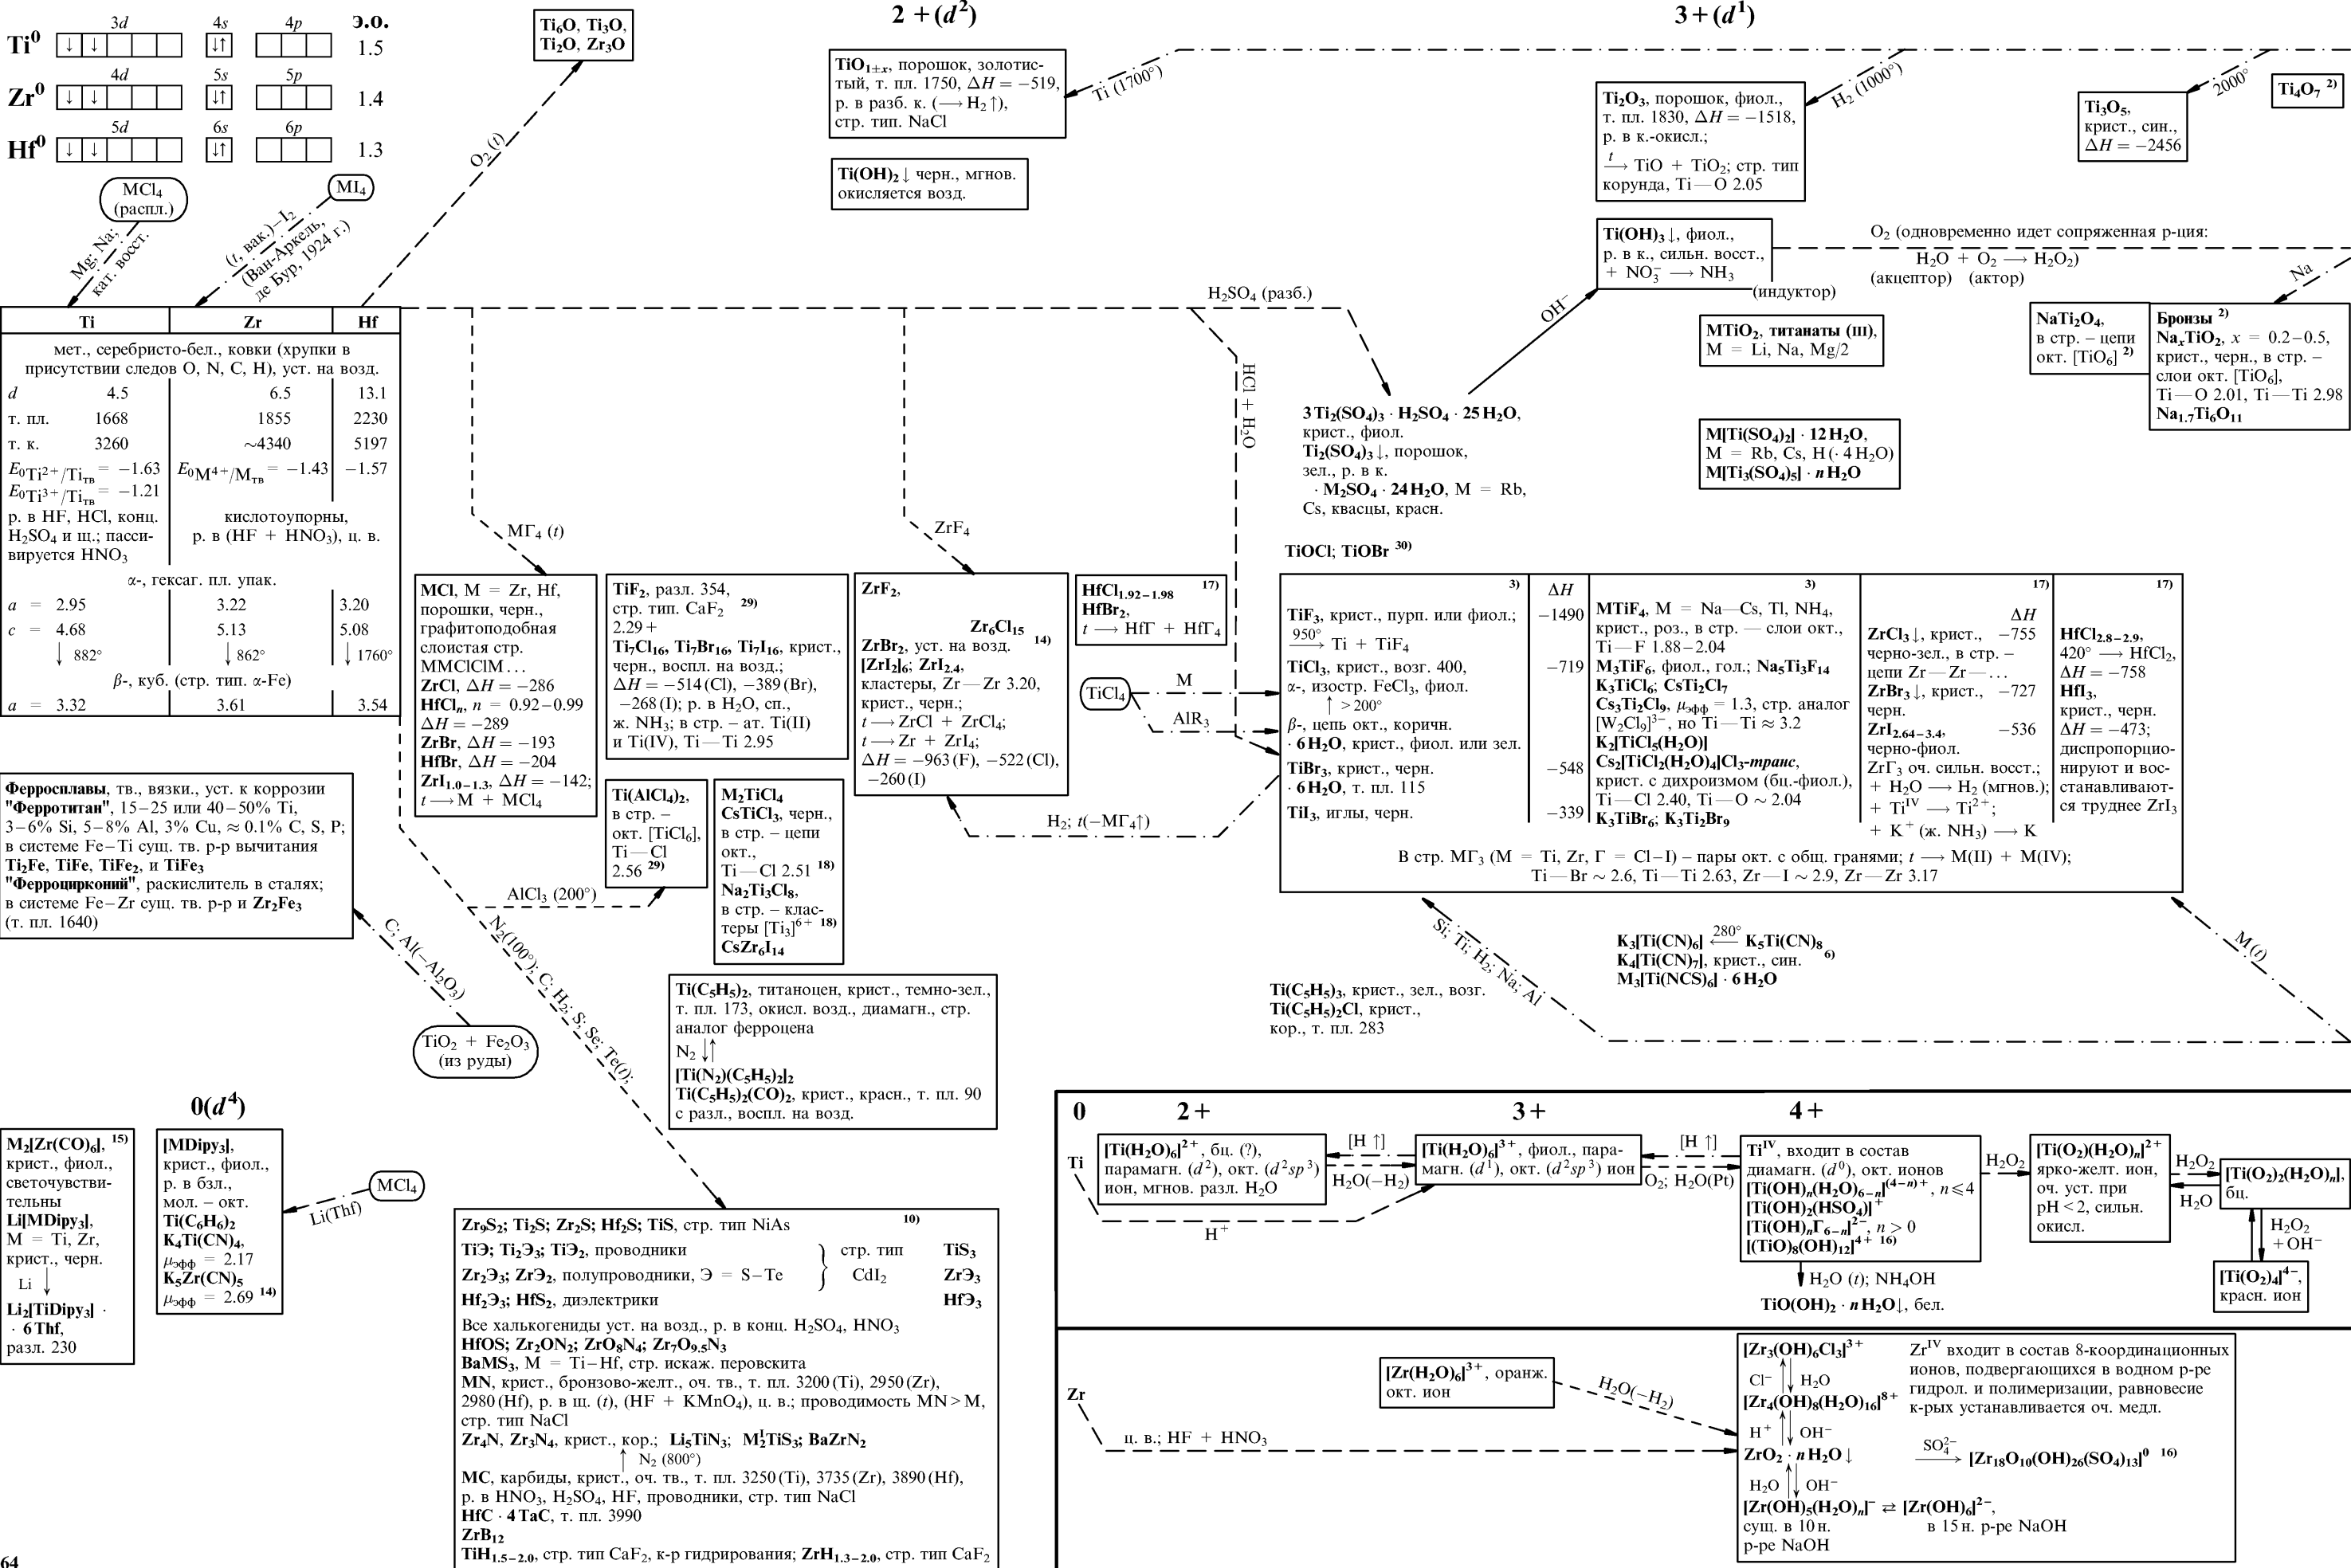 3d 4s 4p э.о.
Ti⁰ ↓ ↓ ↓↑ 1.5
4d 5s 5p
Zr⁰ ↓ ↓ ↓↑ 1.4
5d 6s 6p
Hf⁰ ↓ ↓ ↓↑ 1.3
MCl₄
(распл.)
MI₄
Mg; Na;
кат. восст.
(t, вак.)–I₂
(Ван-Аркель,
де Бур, 1924 г.)
O₂ (t)
Ti₆O, Ti₃O,
Ti₂O, Zr₃O
2 + (d²)
TiO₁±ₓ, порошок, золотис-
тый, т. пл. 1750, ΔH = −519,
р. в разб. к. (⟶ H₂↑),
стр. тип. NaCl
Ti (1700°)
Ti(OH)₂↓ черн., мгнов.
окисляется возд.
3+(d¹)
Ti₂O₃, порошок, фиол.,
т. пл. 1830, ΔH = −1518,
р. в к.-окисл.;
t
⟶ TiO + TiO₂; стр. тип
корунда, Ti—O 2.05
H₂ (1000°)
Ti₃O₅,
крист., син.,
ΔH = −2456
2000°
Ti₄O₇ ²⁾
Ti(OH)₃↓, фиол.,
р. в к., сильн. восст.,
+ NO₃⁻ ⟶ NH₃
(индуктор)
O₂ (одновременно идет сопряженная р-ция:
H₂O + O₂ ⟶ H₂O₂)
(акцептор) (актор)
Na
OH⁻
MTiO₂, титанаты (III),
M = Li, Na, Mg/2
NaTi₂O₄,
в стр. – цепи
окт. [TiO₆] ²⁾
Бронзы ²⁾
NaₓTiO₂, x = 0.2–0.5,
крист., черн., в стр. –
слои окт. [TiO₆],
Ti—O 2.01, Ti—Ti 2.98
Na₁.₇Ti₆O₁₁
M[Ti(SO₄)₂] · 12H₂O,
M = Rb, Cs, H(· 4H₂O)
M[Ti₃(SO₄)₅] · nH₂O
H₂SO₄ (разб.)
HCl + H₂O
3Ti₂(SO₄)₃ · H₂SO₄ · 25H₂O,
крист., фиол.
Ti₂(SO₄)₃↓, порошок,
зел., р. в к.
· M₂SO₄ · 24H₂O, M = Rb,
Cs, квасцы, красн.
TiOCl; TiOBr ³⁰⁾
Ti Zr Hf
мет., серебристо-бел., ковки (хрупки в
присутствии следов O, N, C, H), уст. на возд.
d 4.5 6.5 13.1
т. пл. 1668 1855 2230
т. к. 3260 ~4340 5197
E₀Ti²⁺/Tiтв = −1.63 E₀M⁴⁺/Mтв = −1.43 −1.57
E₀Ti³⁺/Tiтв = −1.21
р. в HF, HCl, конц.
H₂SO₄ и щ.; пасси-
вируется HNO₃
кислотоупорны,
р. в (HF + HNO₃), ц. в.
α-, гексаг. пл. упак.
a = 2.95 3.22 3.20
c = 4.68 5.13 5.08
↓ 882° ↓ 862° ↓ 1760°
β-, куб. (стр. тип. α-Fe)
a = 3.32 3.61 3.54
MГ₄ (t)
MCl, M = Zr, Hf,
порошки, черн.,
графитоподобная
слоистая стр.
MMClClM…
ZrCl, ΔH = −286
HfClₙ, n = 0.92–0.99
ΔH = −289
ZrBr, ΔH = −193
HfBr, ΔH = −204
ZrI₁.₀₋₁.₃, ΔH = −142;
t ⟶ M + MCl₄
TiF₂, разл. 354,
стр. тип. CaF₂ ²⁹⁾
2.29 +
Ti₇Cl₁₆, Ti₇Br₁₆, Ti₇I₁₆, крист.,
черн., воспл. на возд.;
ΔH = −514(Cl), −389(Br),
−268(I); р. в H₂O, сп.,
ж. NH₃; в стр. – ат. Ti(II)
и Ti(IV), Ti—Ti 2.95
ZrF₄
ZrF₂,
Zr₆Cl₁₅
ZrBr₂, уст. на возд. ¹⁴⁾
[ZrI₂]₆; ZrI₂.₄,
кластеры, Zr—Zr 3.20,
крист., черн.;
t⟶ ZrCl + ZrCl₄;
t⟶ Zr + ZrI₄;
ΔH = −963(F), −522(Cl),
−260(I)
HfCl₁.₉₂₋₁.₉₈ ¹⁷⁾
HfBr₂,
t ⟶ HfГ + HfГ₄
TiCl₄
M
AlR₃
H₂; t(−MГ₄↑)
3)
TiF₃, крист., пурп. или фиол.;
950°
⟶ Ti + TiF₄
TiCl₃, крист., возг. 400,
α-, изостр. FeCl₃, фиол.
↑ > 200°
β-, цепь окт., коричн.
· 6H₂O, крист., фиол. или зел.
TiBr₃, крист., черн.
· 6H₂O, т. пл. 115
TiI₃, иглы, черн.
ΔH
−1490
−719
−548
−339
3)
MTiF₄, M = Na—Cs, Tl, NH₄,
крист., роз., в стр. — слои окт.,
Ti—F 1.88–2.04
M₃TiF₆, фиол., гол.; Na₅Ti₃F₁₄
K₃TiCl₆; CsTi₂Cl₇
Cs₃Ti₂Cl₉, μэфф = 1.3, стр. аналог
[W₂Cl₉]³⁻, но Ti—Ti ≈ 3.2
K₂[TiCl₅(H₂O)]
Cs₂[TiCl₂(H₂O)₄]Cl₃-транс,
крист. с дихроизмом (бц.-фиол.),
Ti—Cl 2.40, Ti—O ~ 2.04
K₃TiBr₆; K₃Ti₂Br₉
17)
ΔH
ZrCl₃↓, крист., −755
черно-зел., в стр. –
цепи Zr—Zr—…
ZrBr₃↓, крист., −727
черн.
ZrI₂.₆₄₋₃.₄, −536
черно-фиол.
ZrГ₃ оч. сильн. восст.;
+ H₂O ⟶ H₂ (мгнов.);
+ Tiᴵⱽ ⟶ Ti²⁺;
+ K⁺ (ж. NH₃) ⟶ K
17)
HfCl₂.₈₋₂.₉,
420° ⟶ HfCl₂,
ΔH = −758
HfI₃,
крист., черн.
ΔH = −473;
диспропорцио-
нируют и вос-
станавливают-
ся труднее ZrI₃
В стр. MГ₃ (M = Ti, Zr, Г = Cl–I) – пары окт. с общ. гранями; t ⟶ M(II) + M(IV);
Ti—Br ~ 2.6, Ti—Ti 2.63, Zr—I ~ 2.9, Zr—Zr 3.17
Ферросплавы, тв., вязки., уст. к коррозии
"Ферротитан", 15–25 или 40–50% Ti,
3–6% Si, 5–8% Al, 3% Cu, ≈ 0.1% C, S, P;
в системе Fe–Ti сущ. тв. р-р вычитания
Ti₂Fe, TiFe, TiFe₂, и TiFe₃
"Ферроцирконий", раскислитель в сталях;
в системе Fe–Zr сущ. тв. р-р и Zr₂Fe₃
(т. пл. 1640)
C; Al(−Al₂O₃)
TiO₂ + Fe₂O₃
(из руды)
AlCl₃ (200°)
N₂(100°); C; H₂; S; Se; Te(t);
Ti(AlCl₄)₂,
в стр. –
окт. [TiCl₆],
Ti—Cl
2.56 ²⁹⁾
M₂TiCl₄
CsTiCl₃, черн.,
в стр. – цепи
окт.,
Ti—Cl 2.51 ¹⁸⁾
Na₂Ti₃Cl₈,
в стр. – клас-
теры [Ti₃]⁶⁺ ¹⁸⁾
CsZr₆I₁₄
Ti(C₅H₅)₂, титаноцен, крист., темно-зел.,
т. пл. 173, окисл. возд., диамагн., стр.
аналог ферроцена
N₂ ↓↑
[Ti(N₂)(C₅H₅)₂]₂
Ti(C₅H₅)₂(CO)₂, крист., красн., т. пл. 90
с разл., воспл. на возд.
Ti(C₅H₅)₃, крист., зел., возг.
Ti(C₅H₅)₂Cl, крист.,
кор., т. пл. 283
Si; Ti; H₂; Na; Al
K₃[Ti(CN)₆] ⟵ 280° K₅Ti(CN)₈
K₄[Ti(CN)₇], крист., син. ⁶⁾
M₃[Ti(NCS)₆] · 6H₂O
M(t)
0(d⁴)
M₂[Zr(CO)₆], ¹⁵⁾
крист., фиол.,
светочувстви-
тельны
Li[MDipy₃],
M = Ti, Zr,
крист., черн.
Li ↓
Li₂[TiDipy₃] ·
· 6Thf,
разл. 230
[MDipy₃],
крист., фиол.,
р. в бзл.,
мол. – окт.
Ti(C₆H₆)₂
K₄Ti(CN)₄,
μэфф = 2.17
K₅Zr(CN)₅
μэфф = 2.69 ¹⁴⁾
MCl₄
Li(Thf)
Zr₉S₂; Ti₂S; Zr₂S; Hf₂S; TiS, стр. тип NiAs ¹⁰⁾
TiЭ; Ti₂Э₃; TiЭ₂, проводники стр. тип TiS₃
Zr₂Э₃; ZrЭ₂, полупроводники, Э = S–Te CdI₂ ZrЭ₃
Hf₂Э₃; HfS₂, диэлектрики HfЭ₃
Все халькогениды уст. на возд., р. в конц. H₂SO₄, HNO₃
HfOS; Zr₂ON₂; ZrO₈N₄; Zr₇O₉.₅N₃
BaMS₃, M = Ti–Hf, стр. искаж. перовскита
MN, крист., бронзово-желт., оч. тв., т. пл. 3200(Ti), 2950(Zr),
2980(Hf), р. в щ. (t), (HF + KMnO₄), ц. в.; проводимость MN>M,
стр. тип NaCl
Zr₄N, Zr₃N₄, крист., кор.; Li₅TiN₃; Mᴵ₂TiS₃; BaZrN₂
↑ N₂ (800°)
MC, карбиды, крист., оч. тв., т. пл. 3250(Ti), 3735(Zr), 3890(Hf),
р. в HNO₃, H₂SO₄, HF, проводники, стр. тип NaCl
HfC · 4TaC, т. пл. 3990
ZrB₁₂
TiH₁.₅₋₂.₀, стр. тип CaF₂, к-р гидрирования; ZrH₁.₃₋₂.₀, стр. тип CaF₂
0 2+ 3+ 4+
Ti
[Ti(H₂O)₆]²⁺, бц. (?),
парамагн. (d²), окт. (d²sp³)
ион, мгнов. разл. H₂O
[H↑]
H₂O(−H₂)
H⁺
[Ti(H₂O)₆]³⁺, фиол., пара-
магн. (d¹), окт. (d²sp³) ион
[H↑]
O₂; H₂O(Pt)
Tiᴵⱽ, входит в состав
диамагн. (d⁰), окт. ионов
[Ti(OH)ₙ(H₂O)₆₋ₙ]⁽⁴⁻ⁿ⁾⁺, n⩽4
[Ti(OH)₂(HSO₄)]⁺
[Ti(OH)ₙГ₆₋ₙ]²⁻, n > 0
[(TiO)₈(OH)₁₂]⁴⁺ ¹⁶⁾
H₂O (t); NH₄OH
TiO(OH)₂ · nH₂O↓, бел.
H₂O₂
[Ti(O₂)(H₂O)ₙ]²⁺
ярко-желт. ион,
оч. уст. при
pH<2, сильн.
окисл.
H₂O₂
H₂O
[Ti(O₂)₂(H₂O)ₙ],
бц.
H₂O₂
+OH⁻
[Ti(O₂)₄]⁴⁻,
красн. ион
Zr
ц. в.; HF + HNO₃
[Zr(H₂O)₆]³⁺, оранж.
окт. ион
H₂O(−H₂)
[Zr₃(OH)₆Cl₃]³⁺
Cl⁻ ↑↓ H₂O
[Zr₄(OH)₈(H₂O)₁₆]⁸⁺
H⁺ ↑↓ OH⁻
ZrO₂ · nH₂O↓
H₂O ↑↓ OH⁻
[Zr(OH)₅(H₂O)ₙ]⁻ ⇄ [Zr(OH)₆]²⁻,
сущ. в 10н. в 15н. р-ре NaOH
р-ре NaOH
Zrᴵⱽ входит в состав 8-координационных
ионов, подвергающихся в водном р-ре
гидрол. и полимеризации, равновесие
к-рых устанавливается оч. медл.
SO₄²⁻
⟶ [Zr₁₈O₁₀(OH)₂₆(SO₄)₁₃]⁰ ¹⁶⁾
64